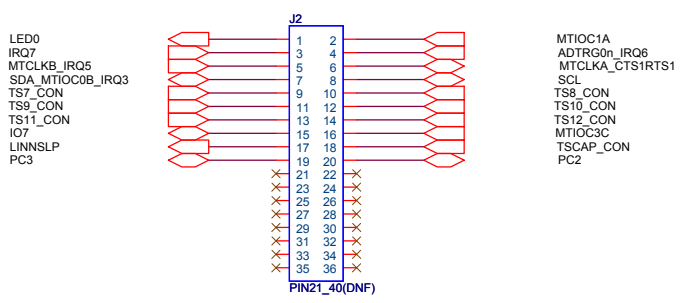 J2
LED0 1 2 MTIOC1A
IRQ7 3 4 ADTRG0n_IRQ6
MTCLKB_IRQ5 5 6 MTCLKA_CTS1RTS1
SDA_MTIOC0B_IRQ3 7 8 SCL
TS7_CON 9 10 TS8_CON
TS9_CON 11 12 TS10_CON
TS11_CON 13 14 TS12_CON
IO7 15 16 MTIOC3C
LINNSLP 17 18 TSCAP_CON
PC3 19 20 PC2
21 22
23 24
25 26
27 28
29 30
31 32
33 34
35 36
PIN21_40(DNF)